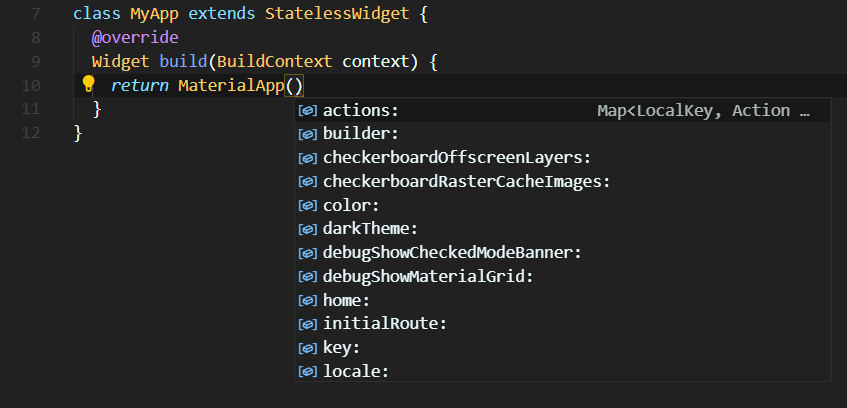 7 class MyApp extends StatelessWidget {
8 @override
9 Widget build(BuildContext context) {
10 return MaterialApp()
11 }
12 }
actions: Map<LocalKey, Action …
builder:
checkerboardOffscreenLayers:
checkerboardRasterCacheImages:
color:
darkTheme:
debugShowCheckedModeBanner:
debugShowMaterialGrid:
home:
initialRoute:
key:
locale: